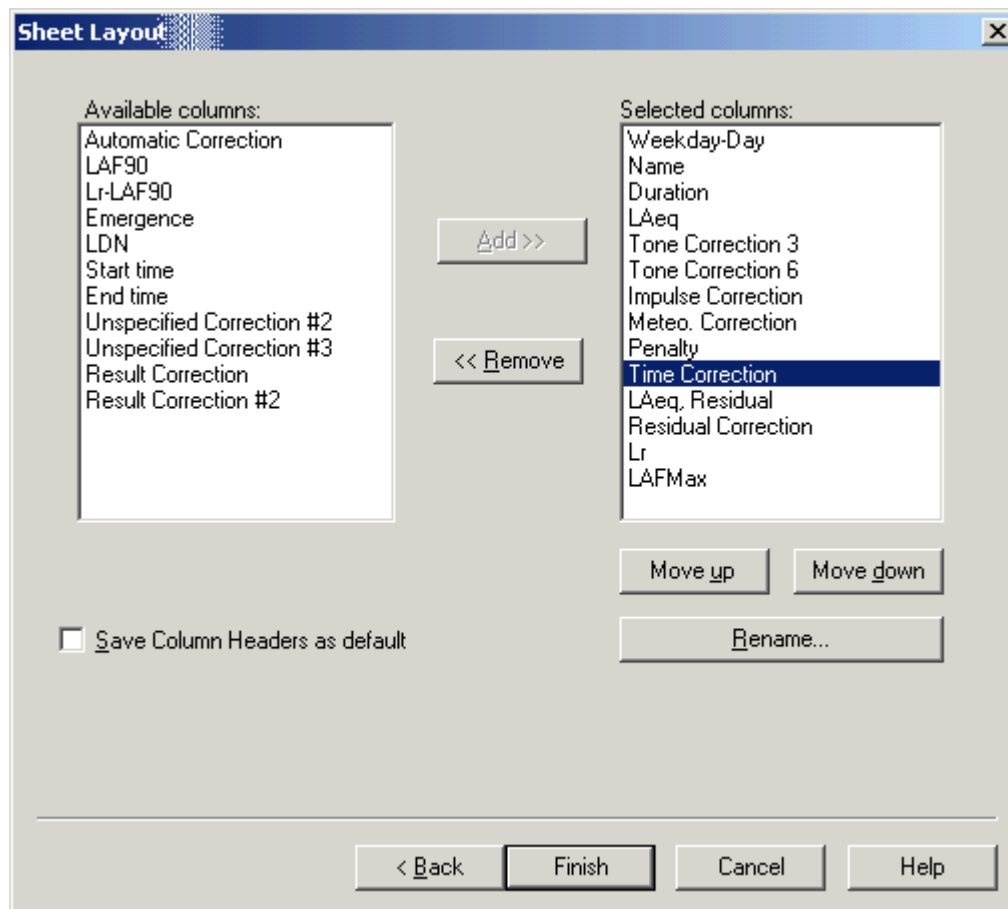 Sheet Layout
Available columns:
Automatic Correction
LAF90
Lr-LAF90
Emergence
LDN
Start time
End time
Unspecified Correction #2
Unspecified Correction #3
Result Correction
Result Correction #2
Add >>
<< Remove
Selected columns:
Weekday-Day
Name
Duration
LAeq
Tone Correction 3
Tone Correction 6
Impulse Correction
Meteo. Correction
Penalty
Time Correction
LAeq, Residual
Residual Correction
Lr
LAFMax
Move up
Move down
Save Column Headers as default
Rename...
< Back
Finish
Cancel
Help